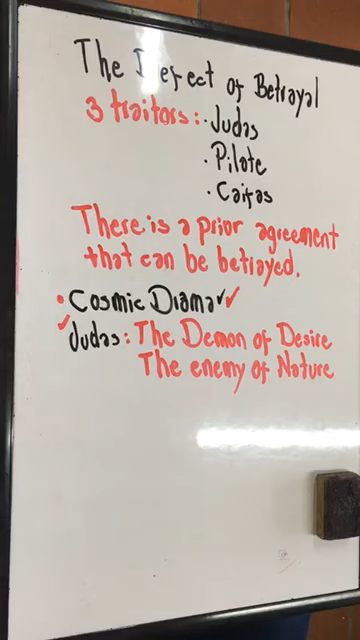 The Defect of Betrayal
3 traitors: • Judas
• Pilate
• Caifas
There is a prior agreement
that can be betrayed.
• Cosmic Drama ✓
✓ Judas: The Demon of Desire
The enemy of Nature